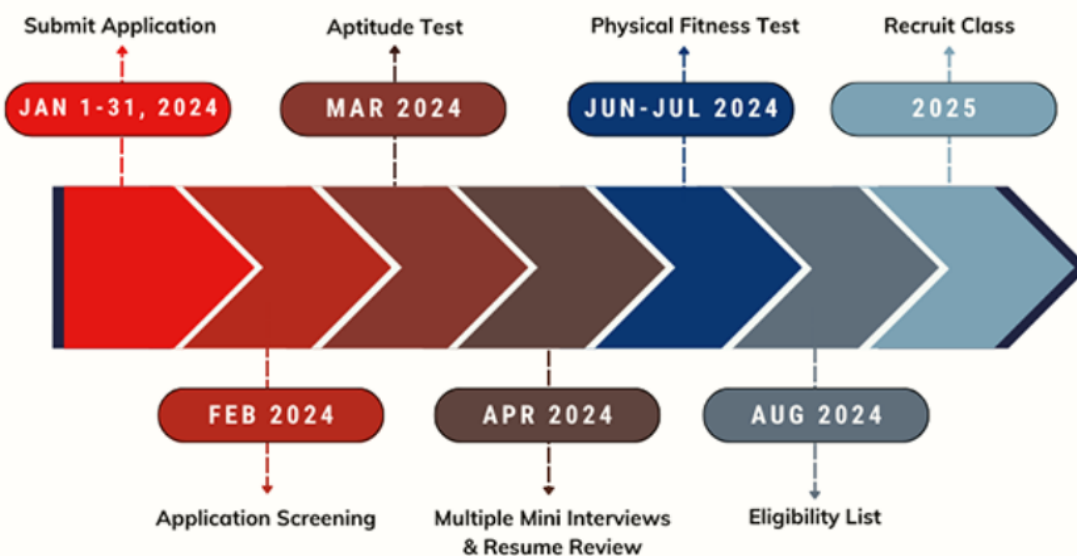 Submit Application
Aptitude Test
Physical Fitness Test
Recruit Class
JAN 1-31, 2024
MAR 2024
JUN-JUL 2024
2025
FEB 2024
APR 2024
AUG 2024
Application Screening
Multiple Mini Interviews
& Resume Review
Eligibility List